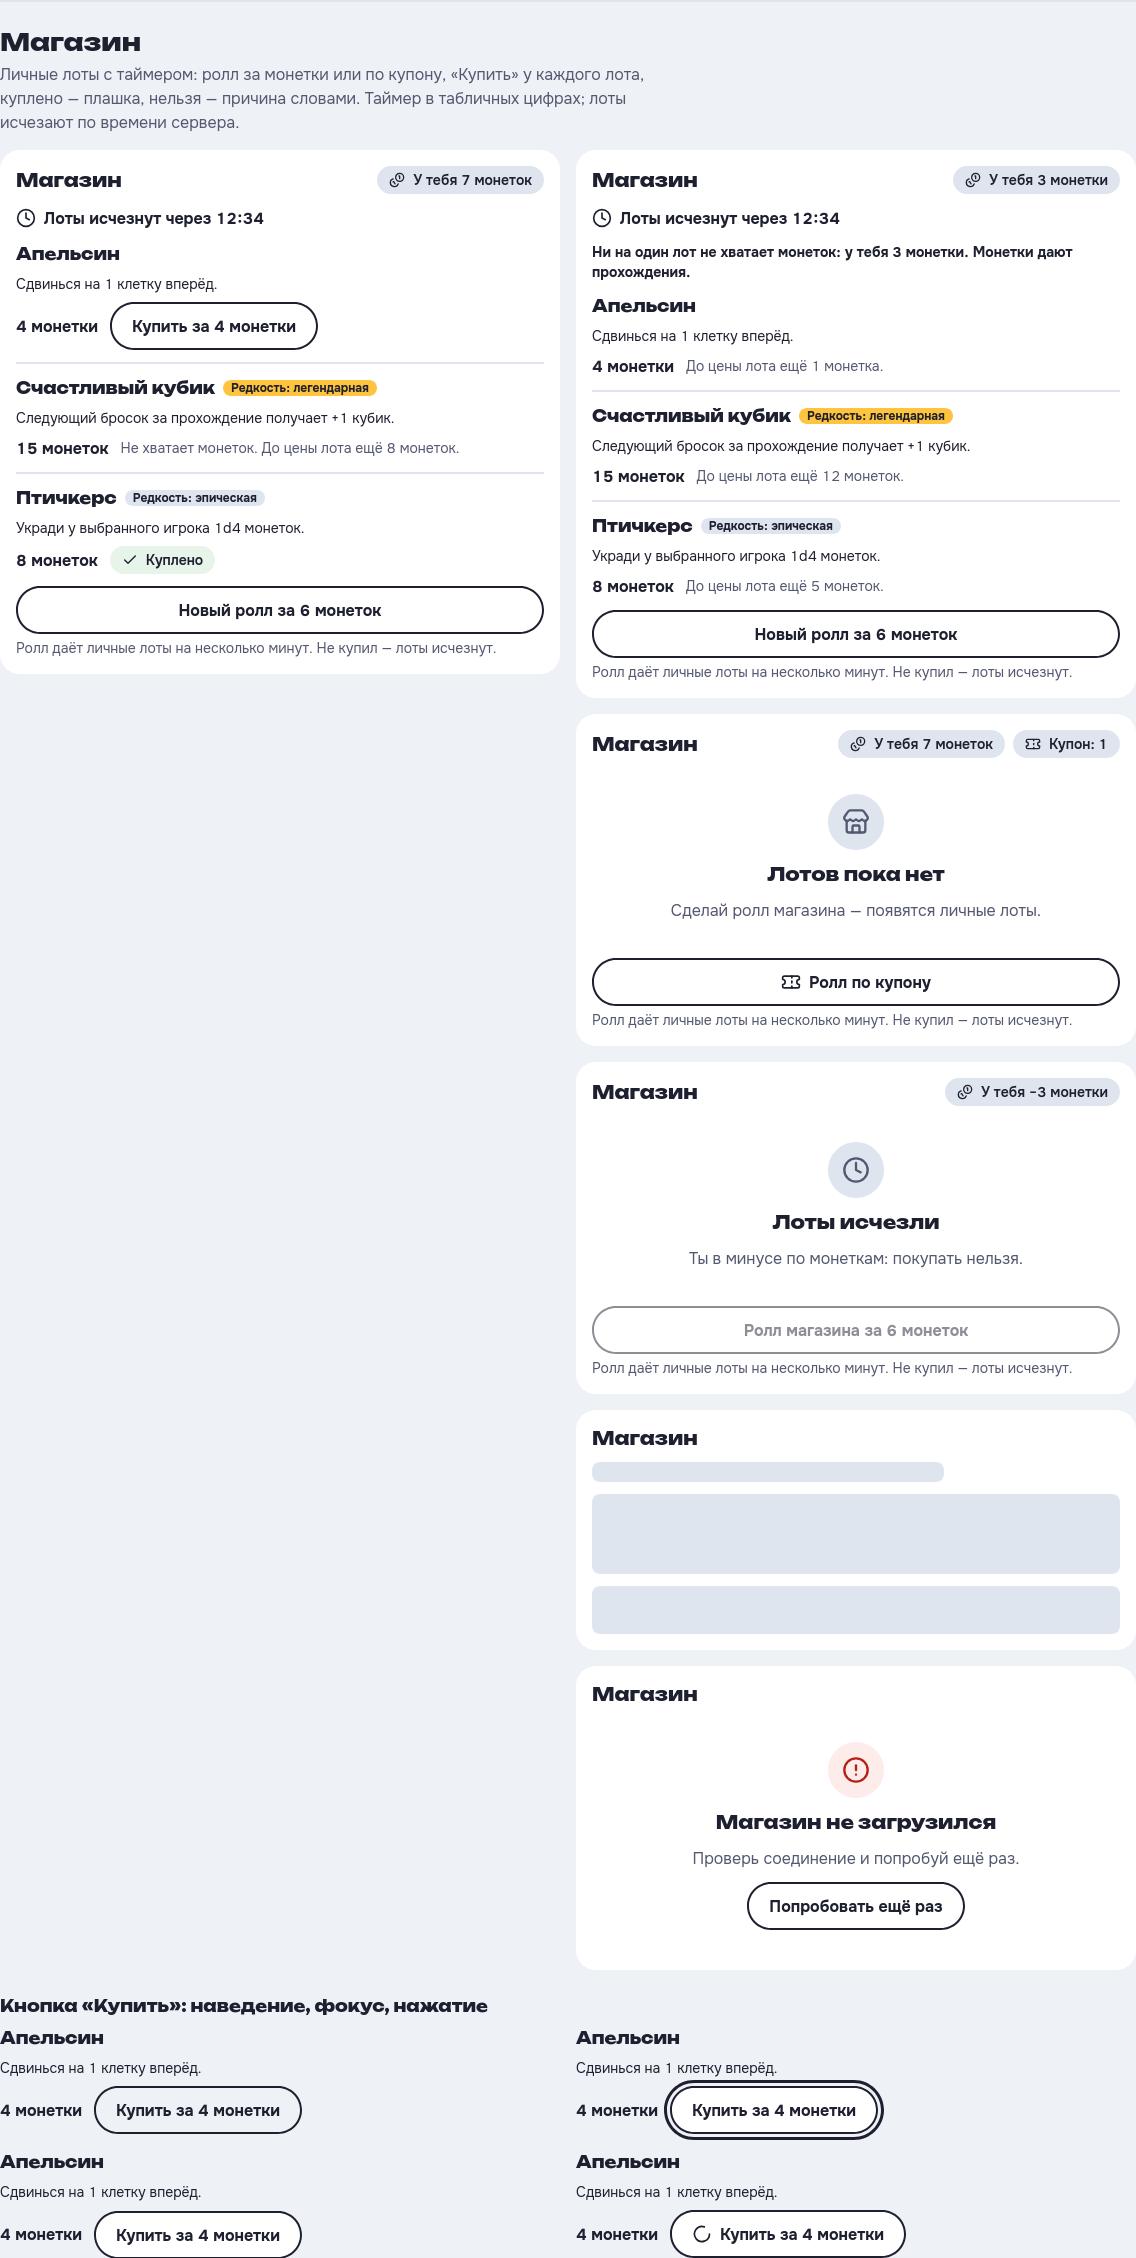 Магазин
Личные лоты с таймером: ролл за монетки или по купону, «Купить» у каждого лота,
куплено — плашка, нельзя — причина словами. Таймер в табличных цифрах; лоты
исчезают по времени сервера.
Магазин
У тебя 7 монеток
Лоты исчезнут через 12:34
Апельсин
Сдвинься на 1 клетку вперёд.
4 монетки
Купить за 4 монетки
Счастливый кубик
Редкость: легендарная
Следующий бросок за прохождение получает +1 кубик.
15 монеток
Не хватает монеток. До цены лота ещё 8 монеток.
Птичкерс
Редкость: эпическая
Укради у выбранного игрока 1d4 монеток.
8 монеток
Куплено
Новый ролл за 6 монеток
Ролл даёт личные лоты на несколько минут. Не купил — лоты исчезнут.
Магазин
У тебя 3 монетки
Лоты исчезнут через 12:34
Ни на один лот не хватает монеток: у тебя 3 монетки. Монетки дают
прохождения.
Апельсин
Сдвинься на 1 клетку вперёд.
4 монетки
До цены лота ещё 1 монетка.
Счастливый кубик
Редкость: легендарная
Следующий бросок за прохождение получает +1 кубик.
15 монеток
До цены лота ещё 12 монеток.
Птичкерс
Редкость: эпическая
Укради у выбранного игрока 1d4 монеток.
8 монеток
До цены лота ещё 5 монеток.
Новый ролл за 6 монеток
Ролл даёт личные лоты на несколько минут. Не купил — лоты исчезнут.
Магазин
У тебя 7 монеток
Купон: 1
Лотов пока нет
Сделай ролл магазина — появятся личные лоты.
Ролл по купону
Ролл даёт личные лоты на несколько минут. Не купил — лоты исчезнут.
Магазин
У тебя −3 монетки
Лоты исчезли
Ты в минусе по монеткам: покупать нельзя.
Ролл магазина за 6 монеток
Ролл даёт личные лоты на несколько минут. Не купил — лоты исчезнут.
Магазин
Магазин
Магазин не загрузился
Проверь соединение и попробуй ещё раз.
Попробовать ещё раз
Кнопка «Купить»: наведение, фокус, нажатие
Апельсин
Сдвинься на 1 клетку вперёд.
4 монетки
Купить за 4 монетки
Апельсин
Сдвинься на 1 клетку вперёд.
4 монетки
Купить за 4 монетки
Апельсин
Сдвинься на 1 клетку вперёд.
4 монетки
Купить за 4 монетки
Апельсин
Сдвинься на 1 клетку вперёд.
4 монетки
Купить за 4 монетки